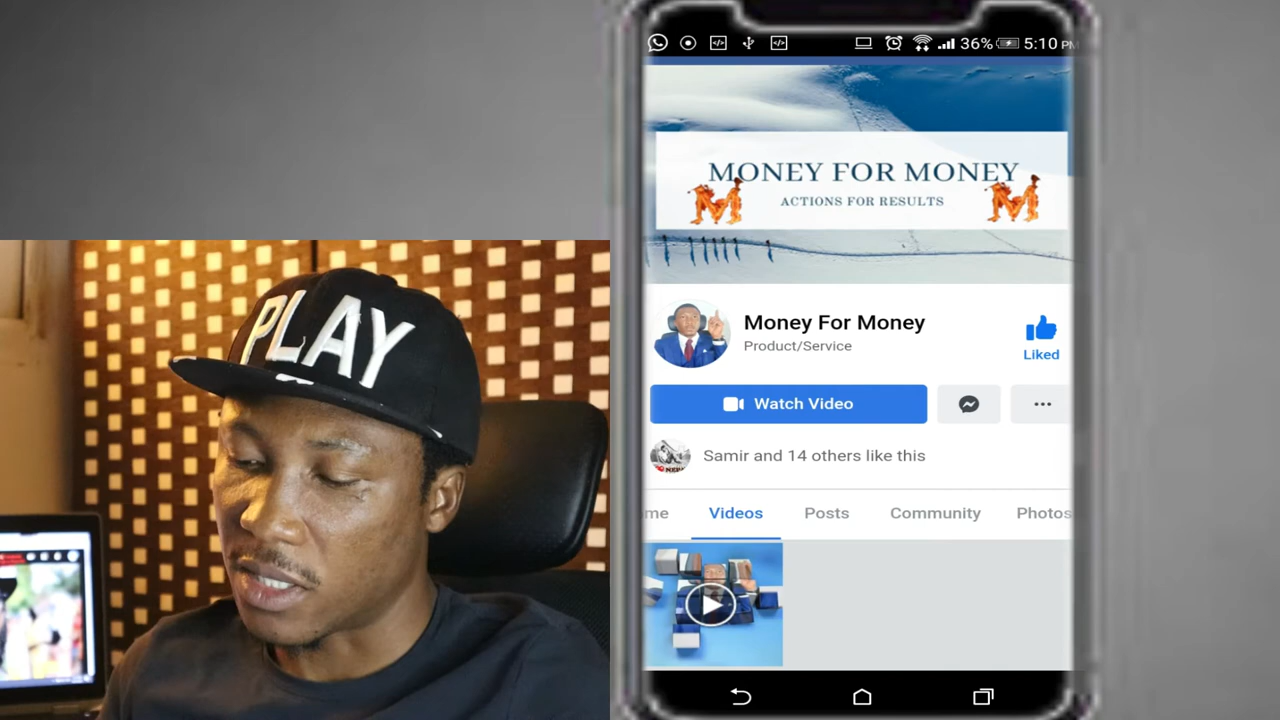 PLAY
36% 5:10 PM
MONEY FOR MONEY
M M
ACTIONS FOR RESULTS
Money For Money
Product/Service
Liked
Watch Video
Samir and 14 others like this
me Videos Posts Community Photos